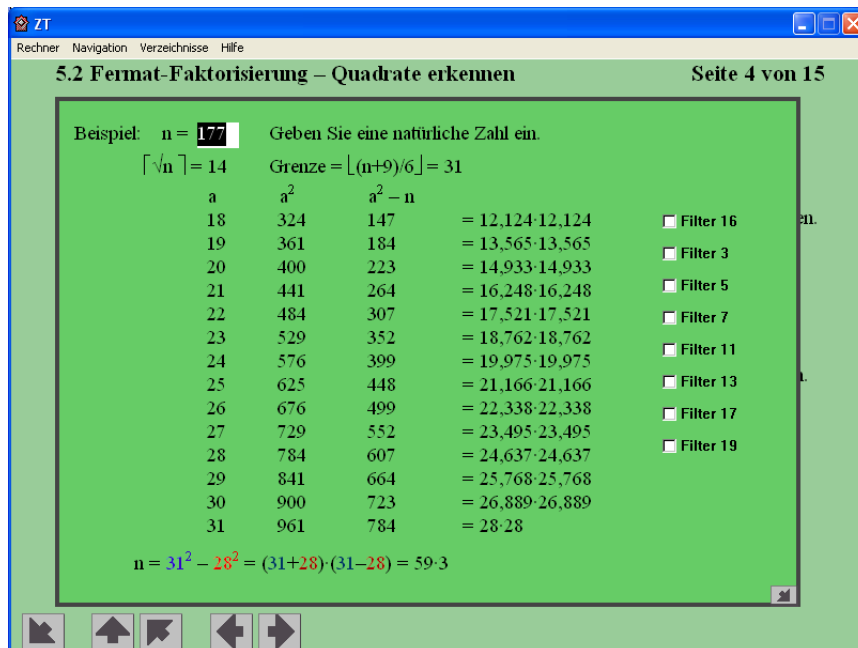 ZT
Rechner Navigation Verzeichnisse Hilfe
5.2 Fermat-Faktorisierung – Quadrate erkennen Seite 4 von 15
Beispiel: n = 177 Geben Sie eine natürliche Zahl ein.
⌈√n⌉ = 14 Grenze = ⌊(n+9)/6⌋ = 31
a a² a² – n
18 324 147 = 12,124·12,124 Filter 16 en.
19 361 184 = 13,565·13,565 Filter 3
20 400 223 = 14,933·14,933
21 441 264 = 16,248·16,248 Filter 5
22 484 307 = 17,521·17,521 Filter 7
23 529 352 = 18,762·18,762
24 576 399 = 19,975·19,975 Filter 11
25 625 448 = 21,166·21,166 Filter 13
26 676 499 = 22,338·22,338 Filter 17
27 729 552 = 23,495·23,495
28 784 607 = 24,637·24,637 Filter 19
29 841 664 = 25,768·25,768
30 900 723 = 26,889·26,889
31 961 784 = 28·28
n = 31² – 28² = (31+28)·(31–28) = 59·3